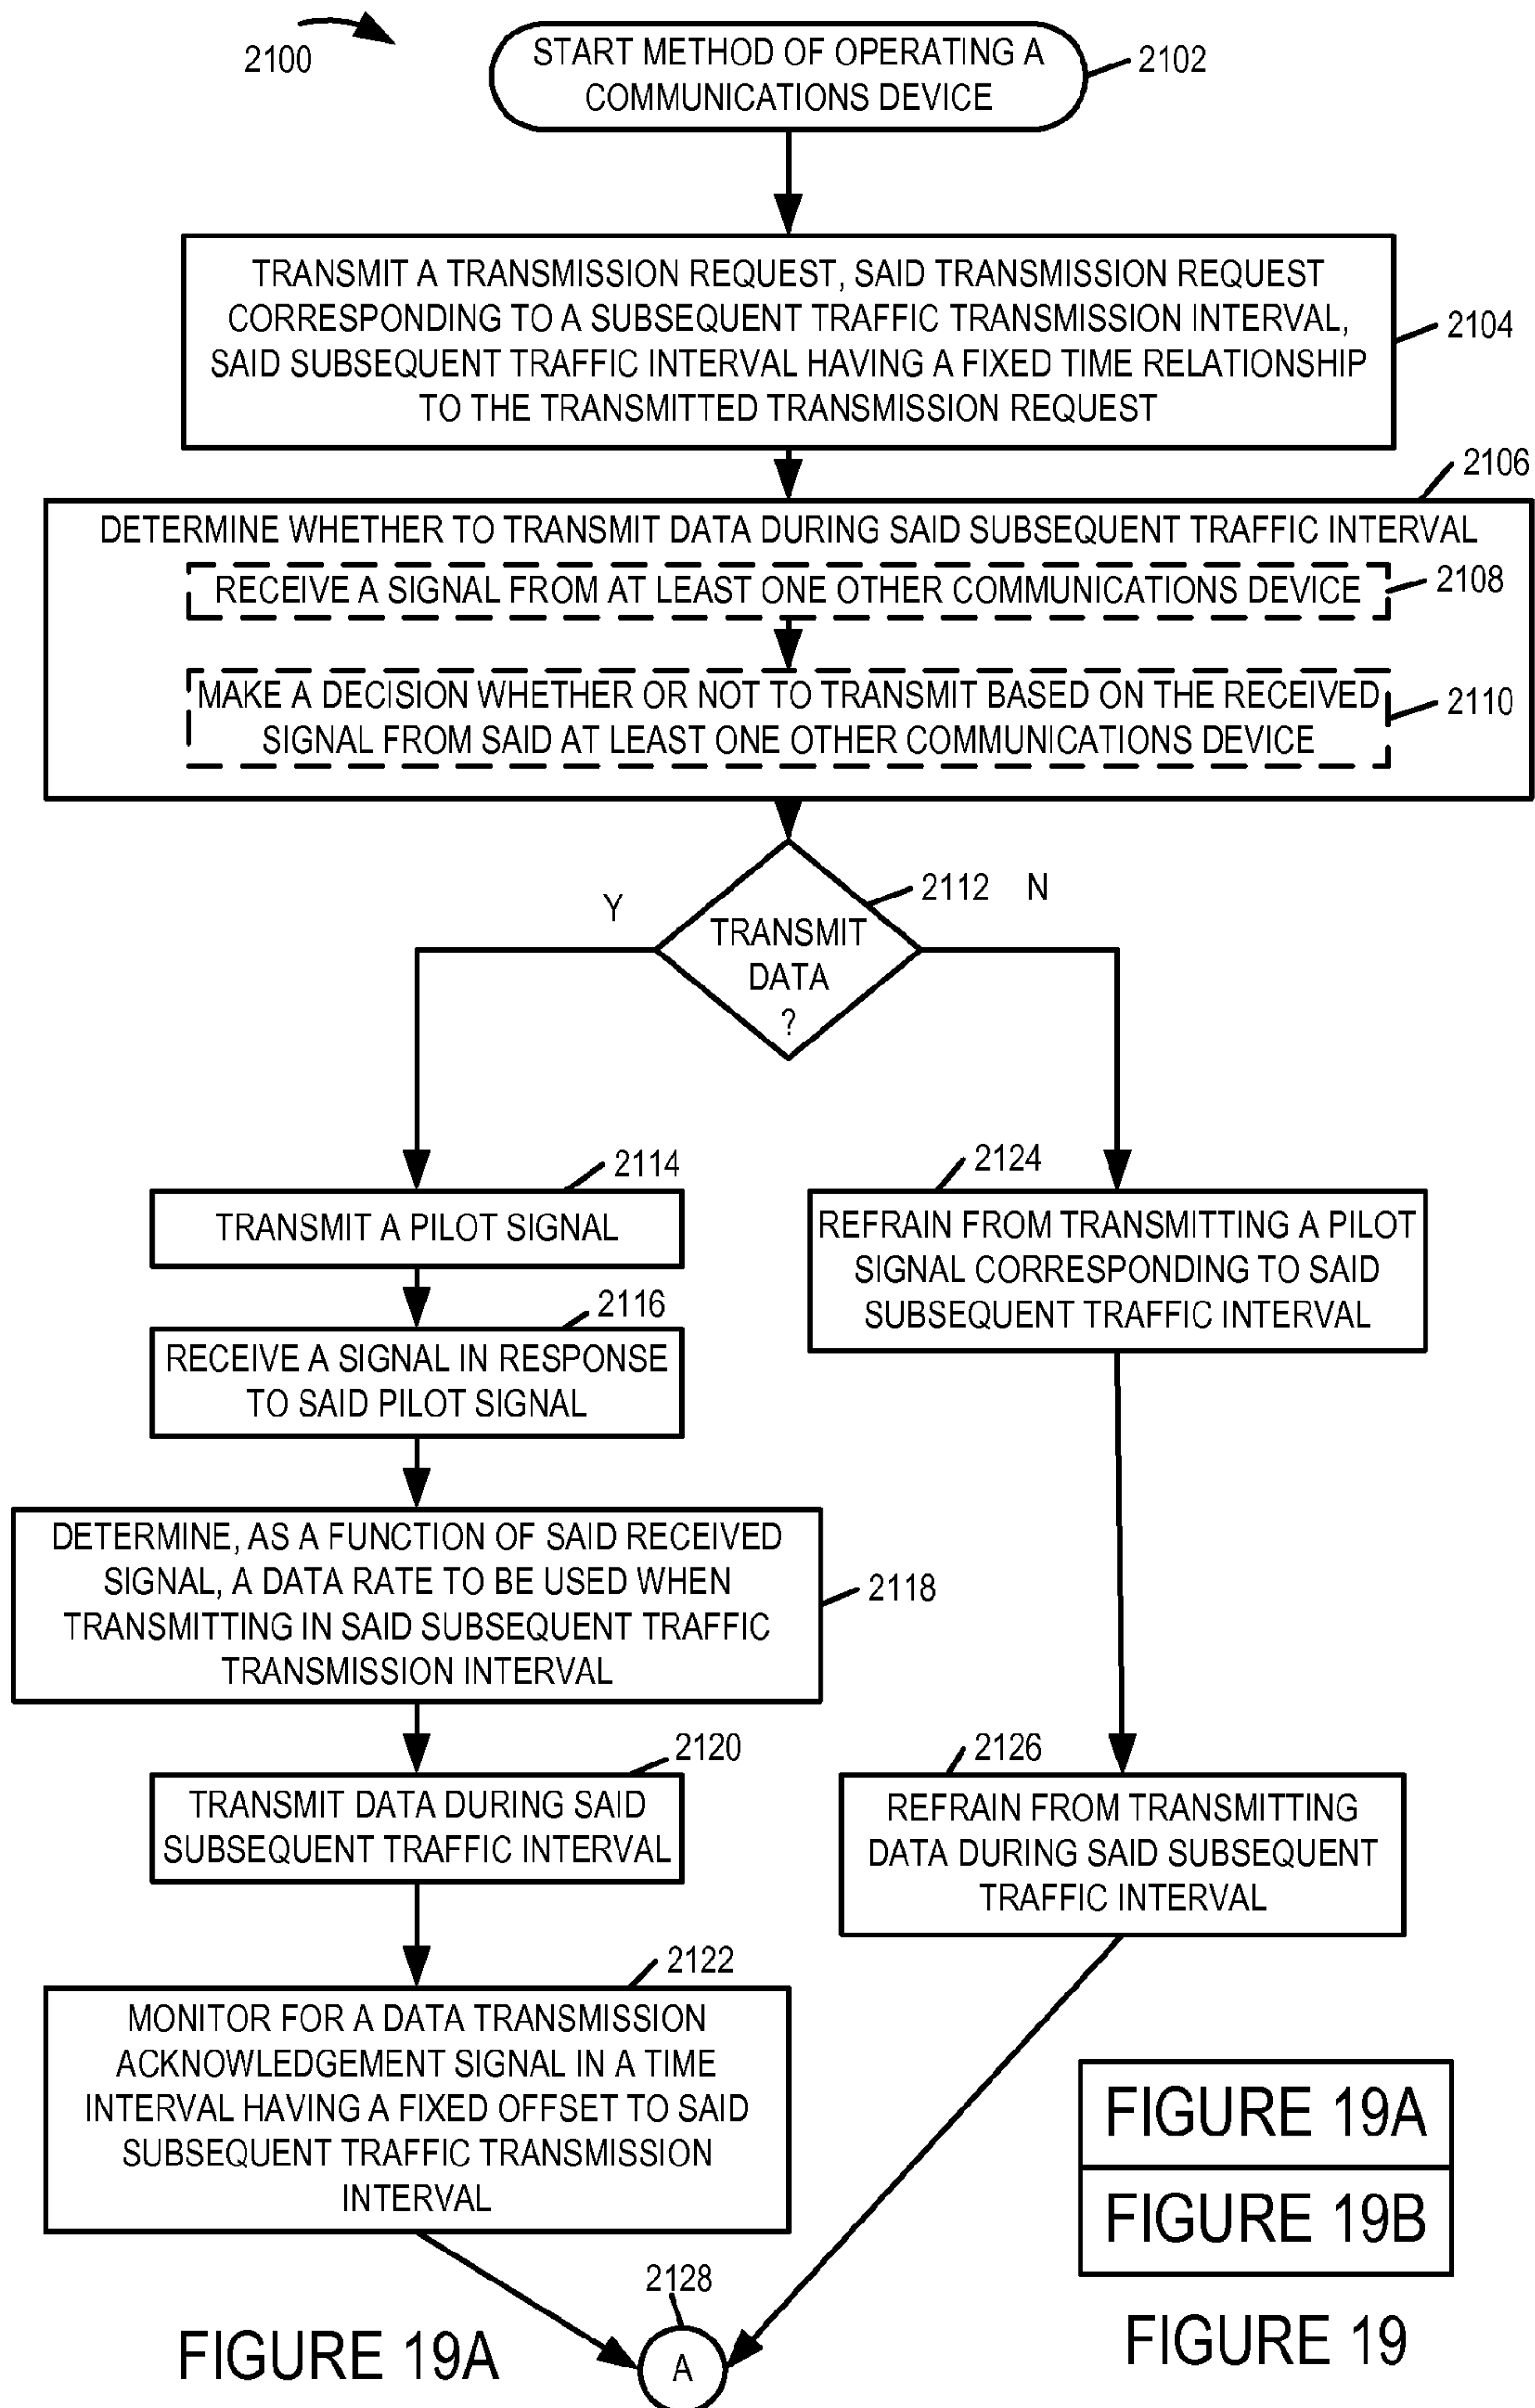 2100
START METHOD OF OPERATING A
COMMUNICATIONS DEVICE
2102
TRANSMIT A TRANSMISSION REQUEST, SAID TRANSMISSION REQUEST
CORRESPONDING TO A SUBSEQUENT TRAFFIC TRANSMISSION INTERVAL,
SAID SUBSEQUENT TRAFFIC INTERVAL HAVING A FIXED TIME RELATIONSHIP
TO THE TRANSMITTED TRANSMISSION REQUEST
2104
2106
DETERMINE WHETHER TO TRANSMIT DATA DURING SAID SUBSEQUENT TRAFFIC INTERVAL
RECEIVE A SIGNAL FROM AT LEAST ONE OTHER COMMUNICATIONS DEVICE
2108
MAKE A DECISION WHETHER OR NOT TO TRANSMIT BASED ON THE RECEIVED
SIGNAL FROM SAID AT LEAST ONE OTHER COMMUNICATIONS DEVICE
2110
Y
2112
N
TRANSMIT
DATA
?
2114
TRANSMIT A PILOT SIGNAL
2116
RECEIVE A SIGNAL IN RESPONSE
TO SAID PILOT SIGNAL
DETERMINE, AS A FUNCTION OF SAID RECEIVED
SIGNAL, A DATA RATE TO BE USED WHEN
TRANSMITTING IN SAID SUBSEQUENT TRAFFIC
TRANSMISSION INTERVAL
2118
2120
TRANSMIT DATA DURING SAID
SUBSEQUENT TRAFFIC INTERVAL
2122
MONITOR FOR A DATA TRANSMISSION
ACKNOWLEDGEMENT SIGNAL IN A TIME
INTERVAL HAVING A FIXED OFFSET TO SAID
SUBSEQUENT TRAFFIC TRANSMISSION
INTERVAL
2124
REFRAIN FROM TRANSMITTING A PILOT
SIGNAL CORRESPONDING TO SAID
SUBSEQUENT TRAFFIC INTERVAL
2126
REFRAIN FROM TRANSMITTING
DATA DURING SAID SUBSEQUENT
TRAFFIC INTERVAL
2128
A
FIGURE 19A
FIGURE 19A
FIGURE 19B
FIGURE 19